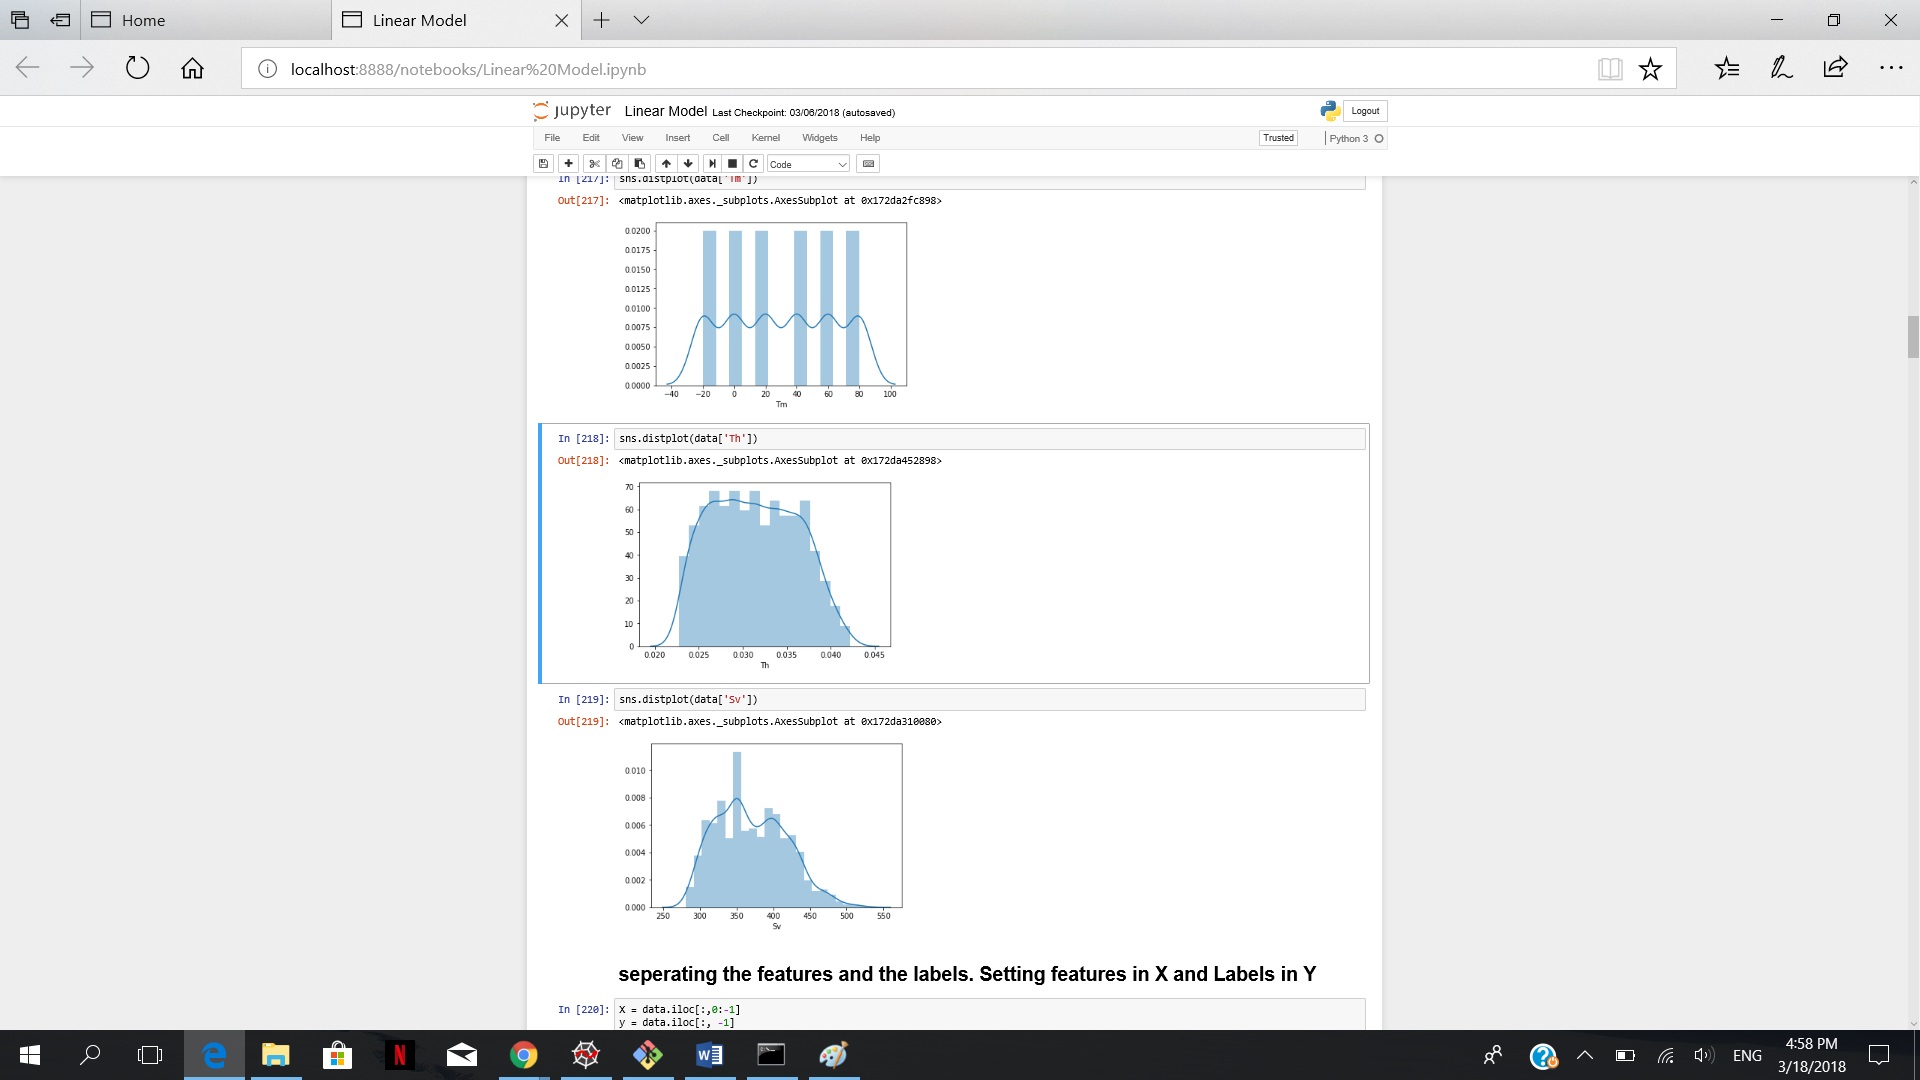 Home
Linear Model
localhost:8888/notebooks/Linear%20Model.ipynb
jupyter Linear Model Last Checkpoint: 03/06/2018 (autosaved)
Logout
File Edit View Insert Cell Kernel Widgets Help
Trusted
Python 3
Code
In [217]: sns.distplot(data['Tm'])
Out[217]: <matplotlib.axes._subplots.AxesSubplot at 0x172da2fc898>
0.0200
0.0175
0.0150
0.0125
0.0100
0.0075
0.0050
0.0025
0.0000
−40 −20 0 20 40 60 80 100
Tm
In [218]: sns.distplot(data['Th'])
Out[218]: <matplotlib.axes._subplots.AxesSubplot at 0x172da452898>
70
60
50
40
30
20
10
0
0.020 0.025 0.030 0.035 0.040 0.045
Th
In [219]: sns.distplot(data['Sv'])
Out[219]: <matplotlib.axes._subplots.AxesSubplot at 0x172da310080>
0.010
0.008
0.006
0.004
0.002
0.000
250 300 350 400 450 500 550
Sv
seperating the features and the labels. Setting features in X and Labels in Y
In [220]: X = data.iloc[:,0:-1]
y = data.iloc[:, -1]
N
ENG
4:58 PM
3/18/2018